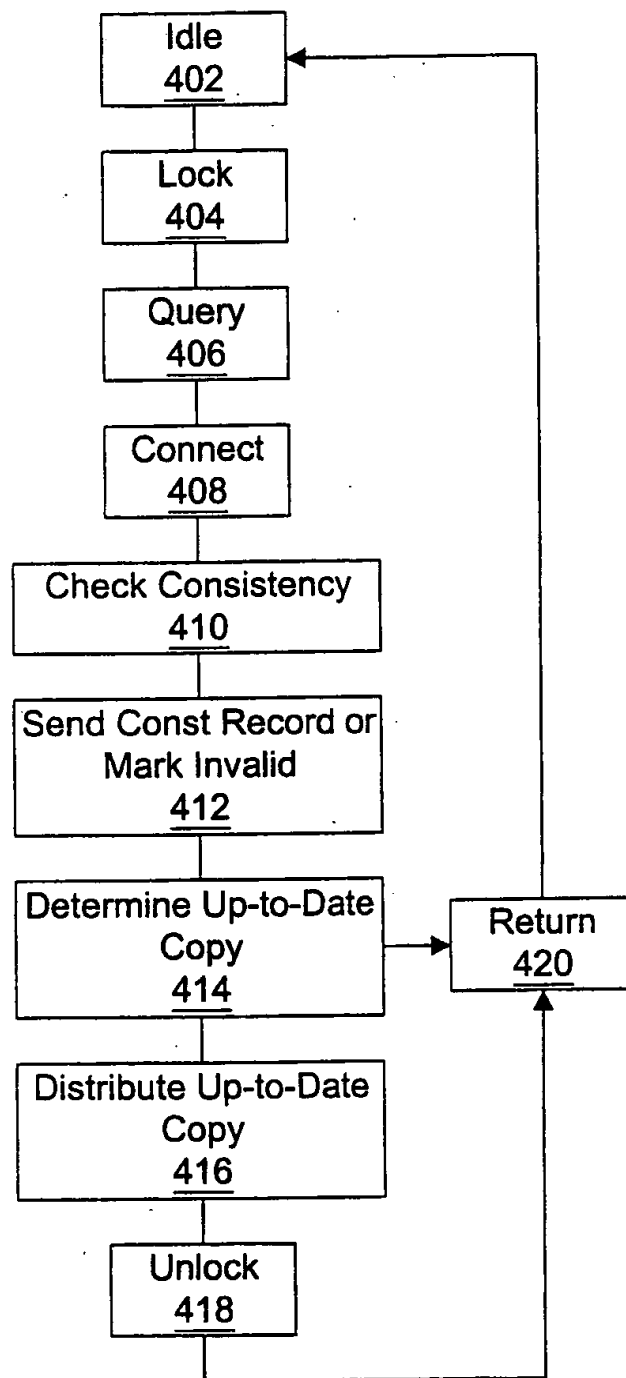 Idle
402
Lock
404
Query
406
Connect
408
Check Consistency
410
Send Const Record or
Mark Invalid
412
Determine Up-to-Date
Copy
414
Return
420
Distribute Up-to-Date
Copy
416
Unlock
418